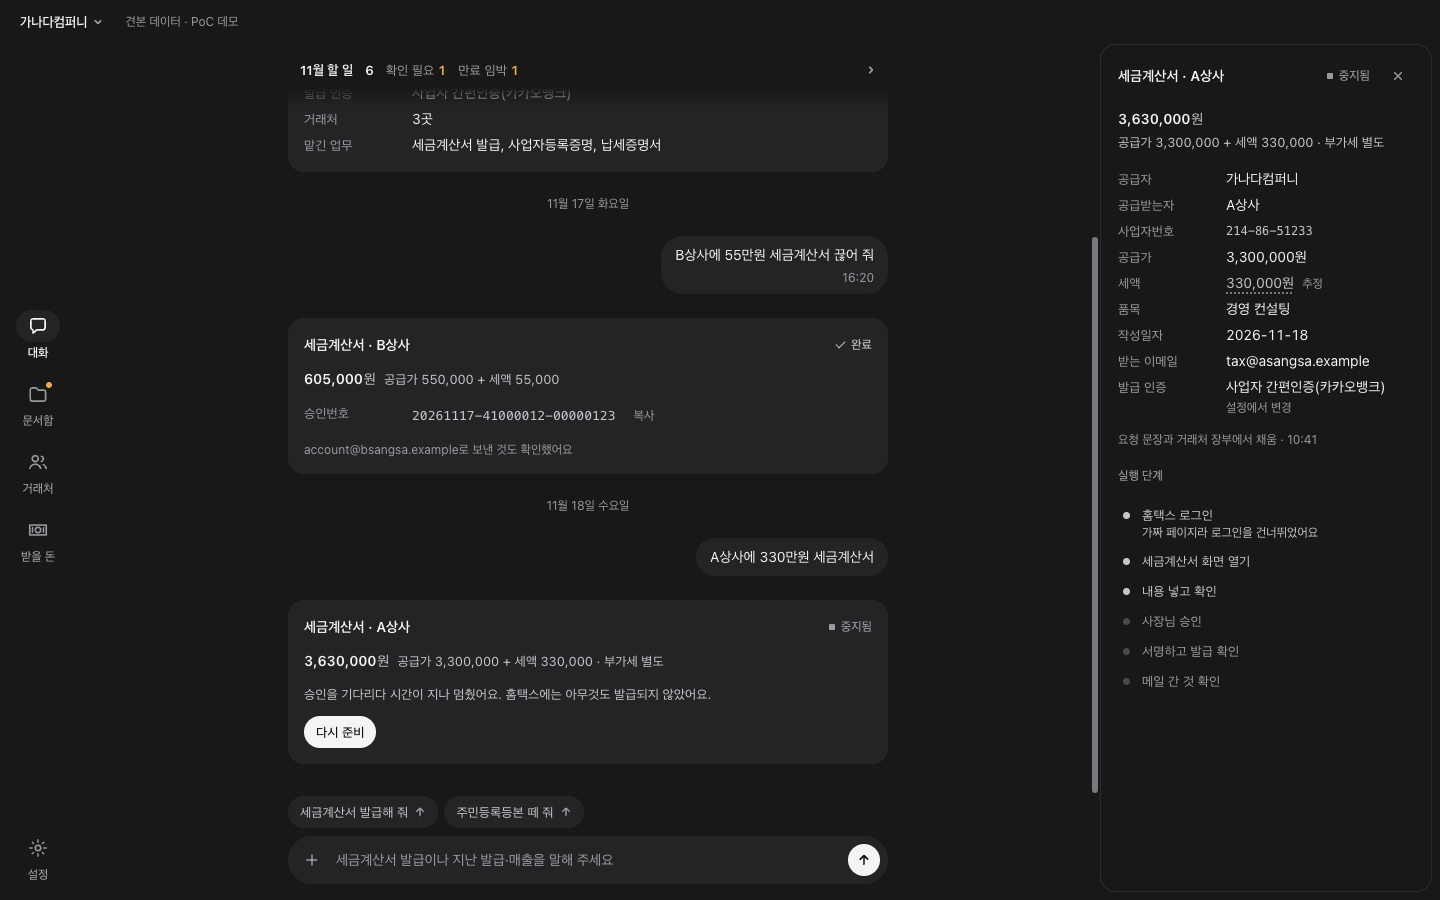 가나다컴퍼니
견본 데이터 · PoC 데모
11월 할 일 6 확인 필요 1 만료 임박 1
발급 인증 사업자 간편인증(카카오뱅크)
거래처 3곳
맡긴 업무 세금계산서 발급, 사업자등록증명, 납세증명서
11월 17일 화요일
B상사에 55만원 세금계산서 끊어 줘
16:20
세금계산서 · B상사 완료
605,000원 공급가 550,000 + 세액 55,000
승인번호 20261117-41000012-00000123 복사
account@bsangsa.example로 보낸 것도 확인했어요
11월 18일 수요일
A상사에 330만원 세금계산서
세금계산서 · A상사 중지됨
3,630,000원 공급가 3,300,000 + 세액 330,000 · 부가세 별도
승인을 기다리다 시간이 지나 멈췄어요. 홈택스에는 아무것도 발급되지 않았어요.
다시 준비
세금계산서 발급해 줘
주민등록등본 떼 줘
세금계산서 발급이나 지난 발급·매출을 말해 주세요
대화
문서함
거래처
받을 돈
설정
세금계산서 · A상사 중지됨
3,630,000원
공급가 3,300,000 + 세액 330,000 · 부가세 별도
공급자 가나다컴퍼니
공급받는자 A상사
사업자번호 214-86-51233
공급가 3,300,000원
세액 330,000원 추정
품목 경영 컨설팅
작성일자 2026-11-18
받는 이메일 tax@asangsa.example
발급 인증 사업자 간편인증(카카오뱅크)
설정에서 변경
요청 문장과 거래처 장부에서 채움 · 10:41
실행 단계
홈택스 로그인
가짜 페이지라 로그인을 건너뛰었어요
세금계산서 화면 열기
내용 넣고 확인
사장님 승인
서명하고 발급 확인
메일 간 것 확인